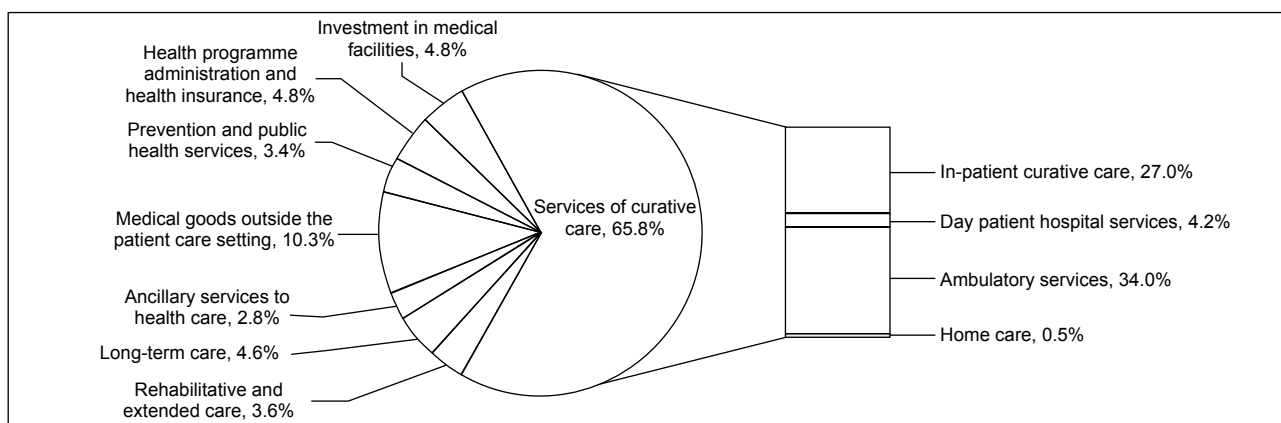 Investment in medical
facilities, 4.8%
Health programme
administration and
health insurance, 4.8%
Prevention and public
health services, 3.4%
Medical goods outside the
patient care setting, 10.3%
Ancillary services to
health care, 2.8%
Long-term care, 4.6%
Rehabilitative and
extended care, 3.6%
Services of curative
care, 65.8%
In-patient curative care, 27.0%
Day patient hospital services, 4.2%
Ambulatory services, 34.0%
Home care, 0.5%